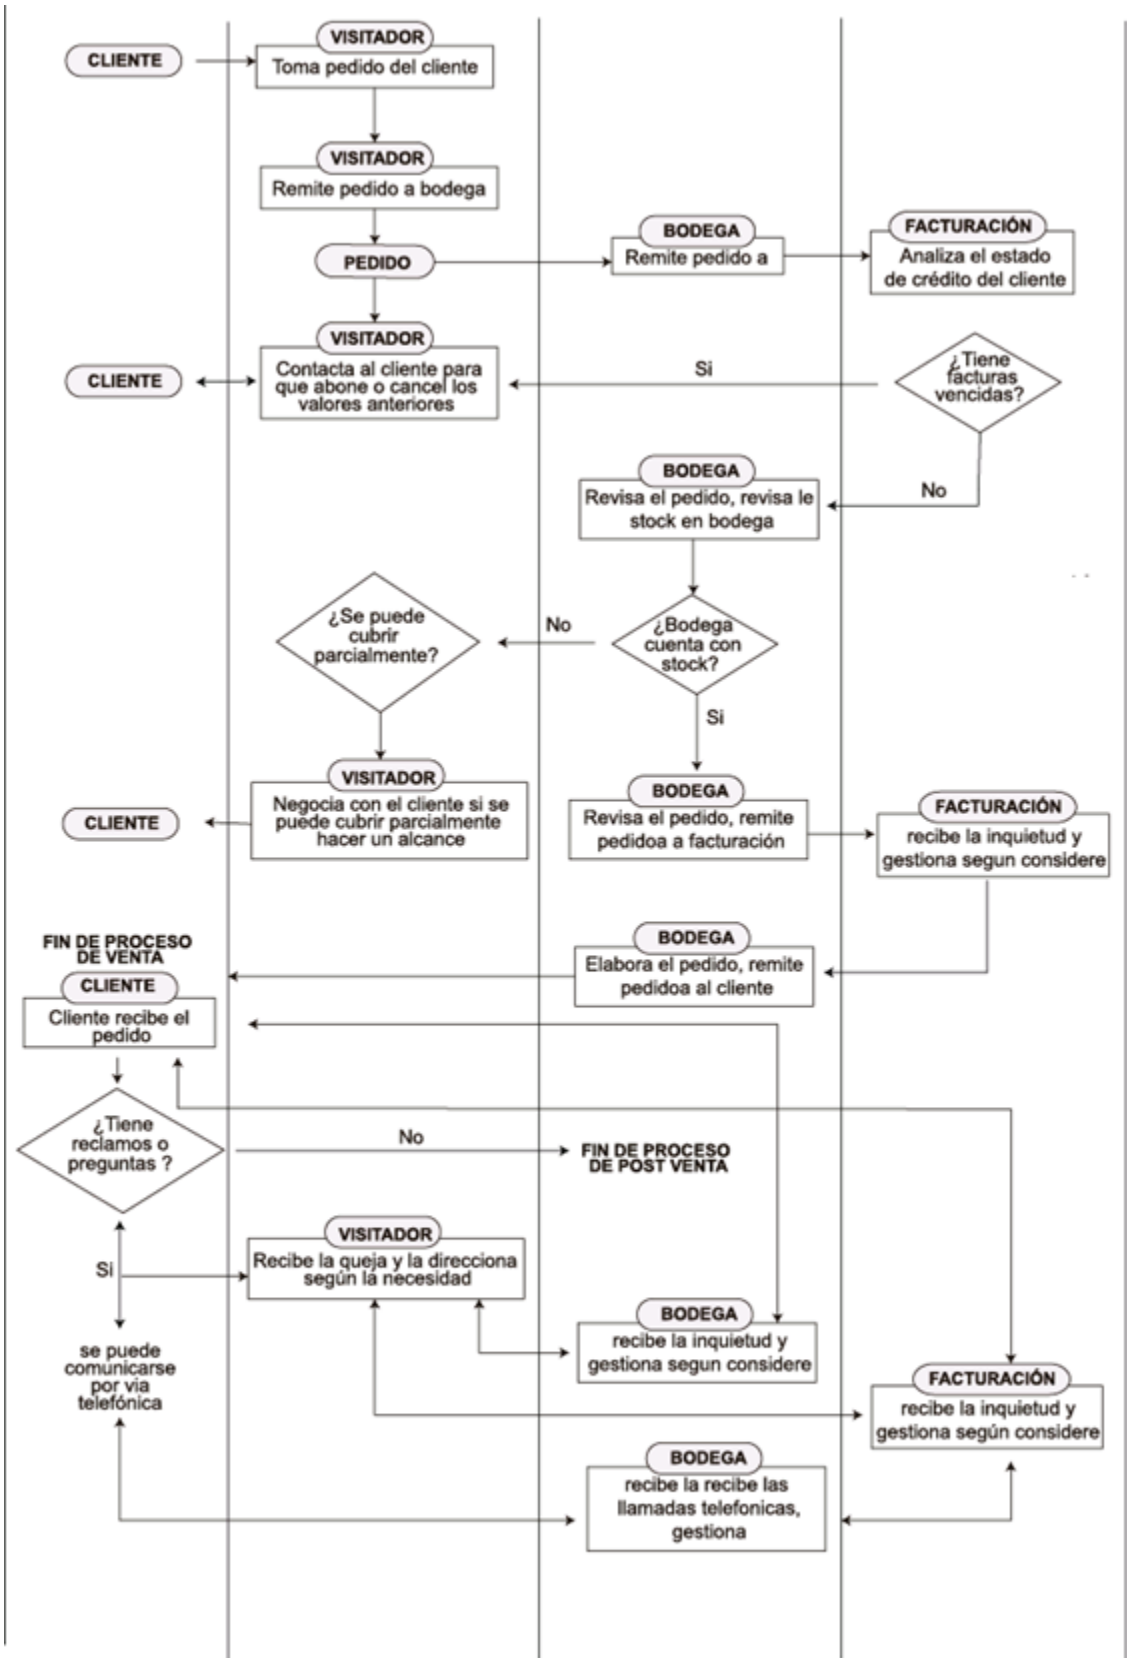 CLIENTE
VISITADOR
Toma pedido del cliente
VISITADOR
Remite pedido a bodega
PEDIDO
BODEGA
Remite pedido a
FACTURACIÓN
Analiza el estado
de crédito del cliente
CLIENTE
VISITADOR
Contacta al cliente para
que abone o cancel los
valores anteriores
Si
¿Tiene
facturas
vencidas?
No
BODEGA
Revisa el pedido, revisa le
stock en bodega
¿Se puede
cubrir
parcialmente?
No
¿Bodega
cuenta con
stock?
Si
CLIENTE
VISITADOR
Negocia con el cliente si se
puede cubrir parcialmente
hacer un alcance
BODEGA
Revisa el pedido, remite
pedidoa a facturación
FACTURACIÓN
recibe la inquietud y
gestiona segun considere
FIN DE PROCESO
DE VENTA
CLIENTE
Cliente recibe el
pedido
BODEGA
Elabora el pedido, remite
pedidoa al cliente
¿Tiene
reclamos o
preguntas ?
No
FIN DE PROCESO
DE POST VENTA
Si
VISITADOR
Recibe la queja y la direcciona
según la necesidad
se puede
comunicarse
por via
telefónica
BODEGA
recibe la inquietud y
gestiona segun considere
FACTURACIÓN
recibe la inquietud y
gestiona según considere
BODEGA
recibe la recibe las
llamadas telefonicas,
gestiona